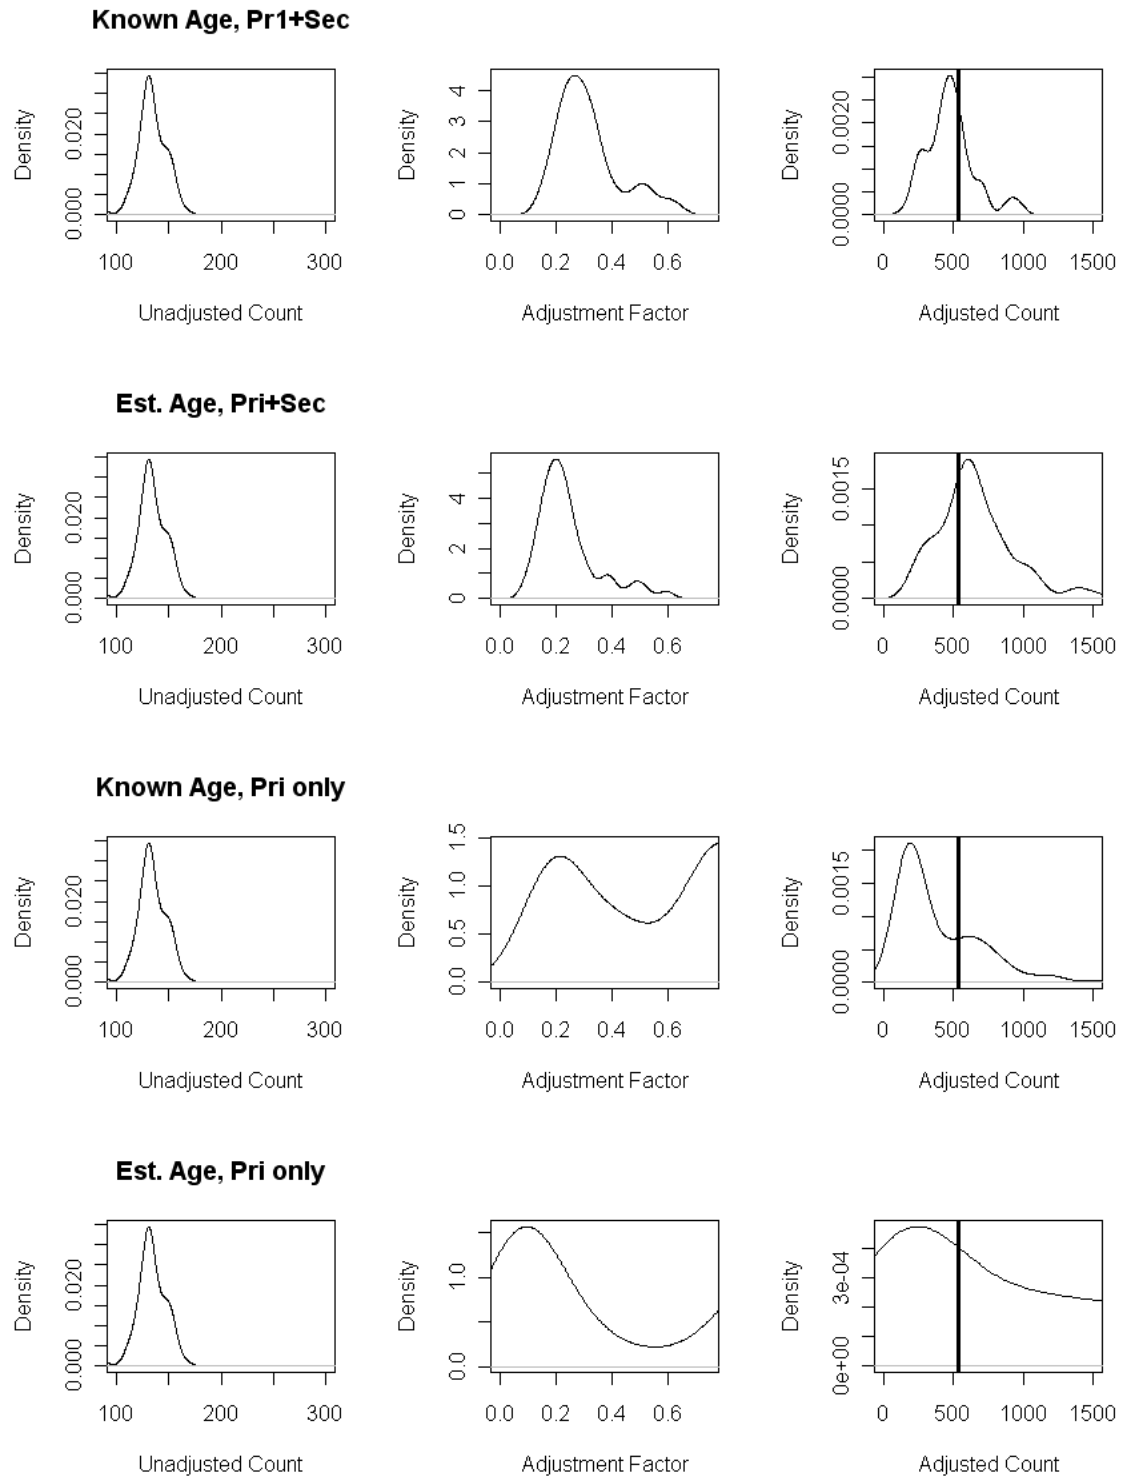 Known Age, Pr1+Sec
Density
0.000 0.020
100 200 300
Unadjusted Count
Density
0 1 2 3 4
0.0 0.2 0.4 0.6
Adjustment Factor
Density
0.0000 0.0020
0 500 1000 1500
Adjusted Count
Est. Age, Pri+Sec
Density
0.000 0.020
100 200 300
Unadjusted Count
Density
0 2 4
0.0 0.2 0.4 0.6
Adjustment Factor
Density
0.0000 0.0015
0 500 1000 1500
Adjusted Count
Known Age, Pri only
Density
0.000 0.020
100 200 300
Unadjusted Count
Density
0.0 0.5 1.0 1.5
0.0 0.2 0.4 0.6
Adjustment Factor
Density
0.0000 0.0015
0 500 1000 1500
Adjusted Count
Est. Age, Pri only
Density
0.000 0.020
100 200 300
Unadjusted Count
Density
0.0 1.0
0.0 0.2 0.4 0.6
Adjustment Factor
Density
0e+00 3e-04
0 500 1000 1500
Adjusted Count